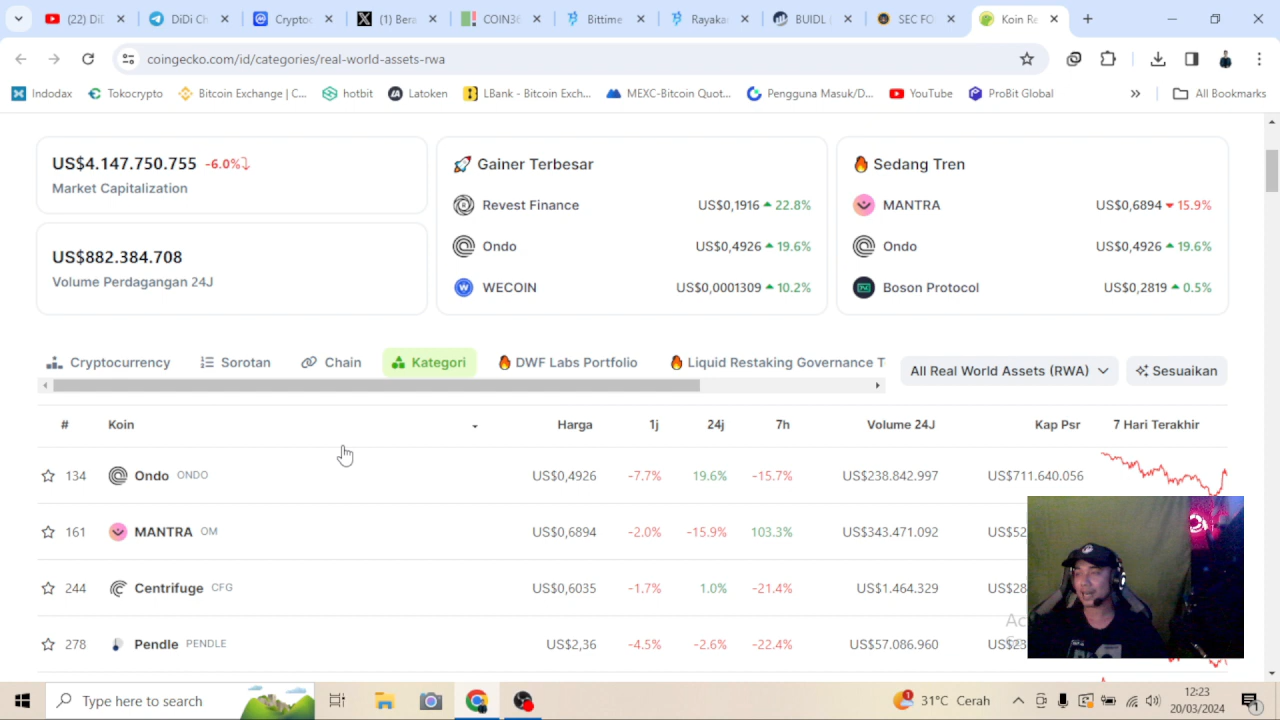 (22) Di
DiDi Ch
Crypto
(1) Bera
COIN36
Bittime
Rayaka
BUIDL
SEC FO
Koin Re
coingecko.com/id/categories/real-world-assets-rwa
Indodax
Tokocrypto
Bitcoin Exchange | C...
hotbit
Latoken
LBank - Bitcoin Exch...
MEXC-Bitcoin Quot...
Pengguna Masuk/D...
YouTube
ProBit Global
»
All Bookmarks
US$4.147.750.755 -6.0%
Market Capitalization
US$882.384.708
Volume Perdagangan 24J
Gainer Terbesar
Revest Finance US$0,1916 22.8%
Ondo US$0,4926 19.6%
WECOIN US$0,0001309 10.2%
Sedang Tren
MANTRA US$0,6894 15.9%
Ondo US$0,4926 19.6%
Boson Protocol US$0,2819 0.5%
Cryptocurrency Sorotan Chain Kategori DWF Labs Portfolio Liquid Restaking Governance T All Real World Assets (RWA) Sesuaikan
# Koin Harga 1j 24j 7h Volume 24J Kap Psr 7 Hari Terakhir
134 Ondo ONDO US$0,4926 -7.7% 19.6% -15.7% US$238.842.997 US$711.640.056
161 MANTRA OM US$0,6894 -2.0% -15.9% 103.3% US$343.471.092 US$52
244 Centrifuge CFG US$0,6035 -1.7% 1.0% -21.4% US$1.464.329 US$28
278 Pendle PENDLE US$2,36 -4.5% -2.6% -22.4% US$57.086.960
Type here to search
31°C Cerah
12:23
20/03/2024